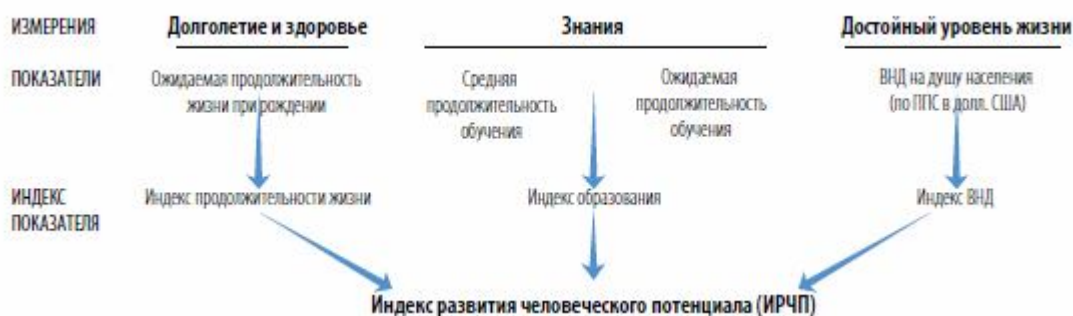 ИЗМЕРЕНИЯ Долголетие и здоровье Знания Достойный уровень жизни
ПОКАЗАТЕЛИ
Ожидаемая продолжительность
жизни при рождении
Средняя
продолжительность
обучения
Ожидаемая
продолжительность
обучения
ВНД на душу населения
(по ППС в долл. США)
ИНДЕКС
ПОКАЗАТЕЛЯ
Индекс продолжительности жизни
Индекс образования
Индекс ВНД
Индекс развития человеческого потенциала (ИРЧП)